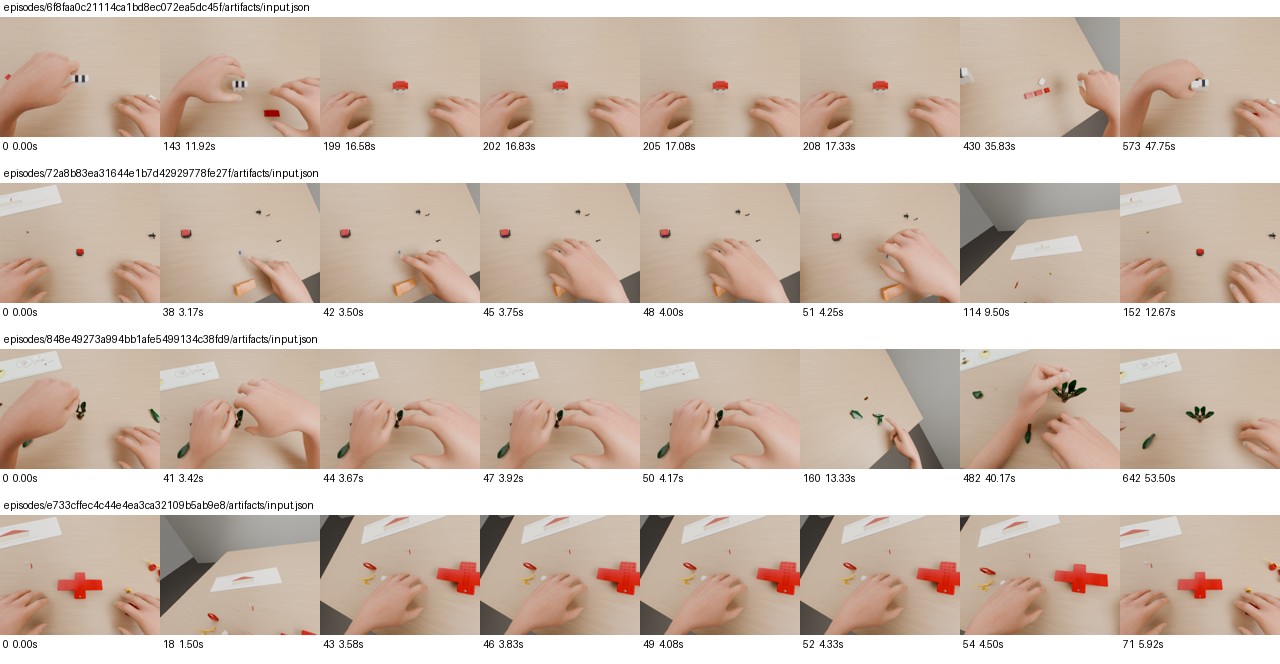 episodes/6f8faa0c21114ca1bd8ec072ea5dc45f/artifacts/input.json
0 0.00s
143 11.92s
199 16.58s
202 16.83s
205 17.08s
208 17.33s
430 35.83s
573 47.75s
episodes/72a8b83ea31644e1b7d42929778fe27f/artifacts/input.json
0 0.00s
38 3.17s
42 3.50s
45 3.75s
48 4.00s
51 4.25s
114 9.50s
152 12.67s
episodes/848e49273a994bb1afe5499134c38fd9/artifacts/input.json
0 0.00s
41 3.42s
44 3.67s
47 3.92s
50 4.17s
160 13.33s
482 40.17s
642 53.50s
episodes/e733cffec4c44e4ea3ca32109b5ab9e8/artifacts/input.json
0 0.00s
18 1.50s
43 3.58s
46 3.83s
49 4.08s
52 4.33s
54 4.50s
71 5.92s